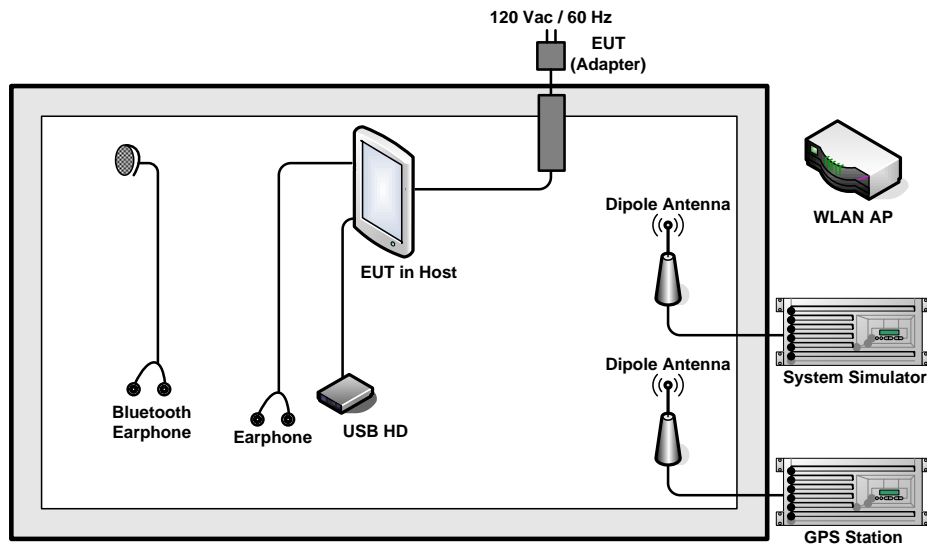 120 Vac / 60 Hz
EUT
(Adapter)
Dipole Antenna
WLAN AP
EUT in Host
System Simulator
Dipole Antenna
Bluetooth
Earphone
Earphone
USB HD
GPS Station